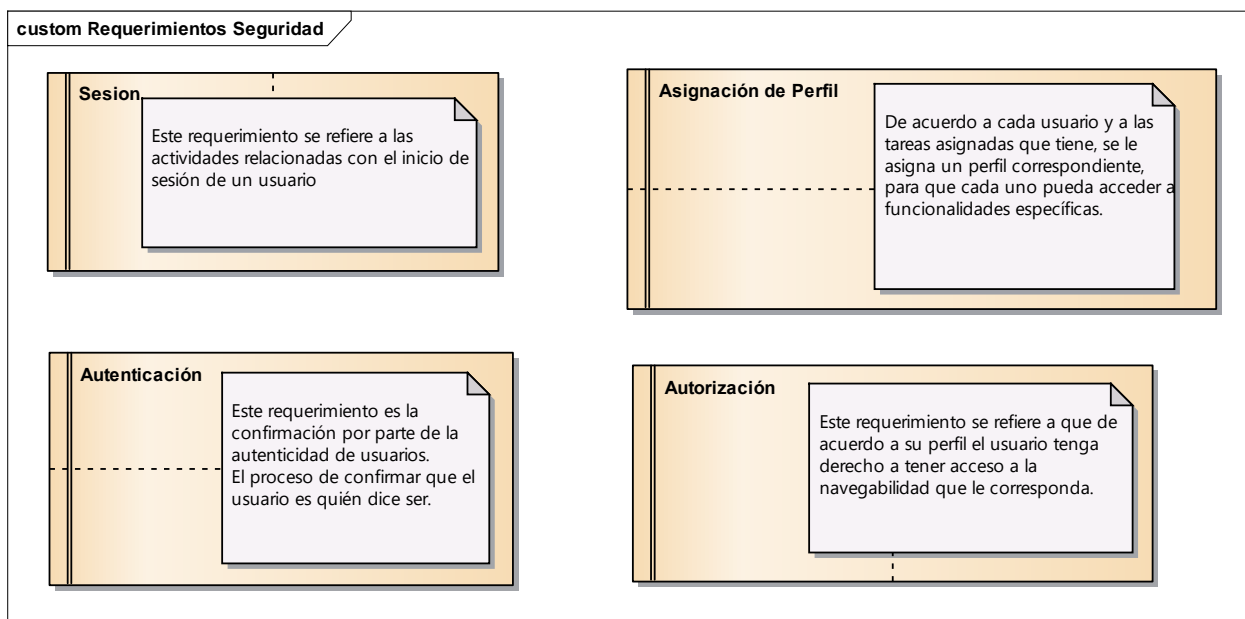 custom Requerimientos Seguridad
Sesion
Este requerimiento se refiere a las
actividades relacionadas con el inicio de
sesión de un usuario
Asignación de Perfil
De acuerdo a cada usuario y a las
tareas asignadas que tiene, se le
asigna un perfil correspondiente,
para que cada uno pueda acceder a
funcionalidades específicas.
Autenticación
Este requerimiento es la
confirmación por parte de la
autenticidad de usuarios.
El proceso de confirmar que el
usuario es quién dice ser.
Autorización
Este requerimiento se refiere a que de
acuerdo a su perfil el usuario tenga
derecho a tener acceso a la
navegabilidad que le corresponda.